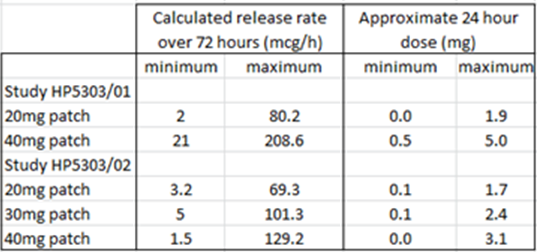 Calculated release rate Approximate 24 hour
over 72 hours (mcg/h) dose (mg)
minimum maximum minimum maximum
Study HP5303/01
20mg patch 2 80.2 0.0 1.9
40mg patch 21 208.6 0.5 5.0
Study HP5303/02
20mg patch 3.2 69.3 0.1 1.7
30mg patch 5 101.3 0.1 2.4
40mg patch 1.5 129.2 0.0 3.1